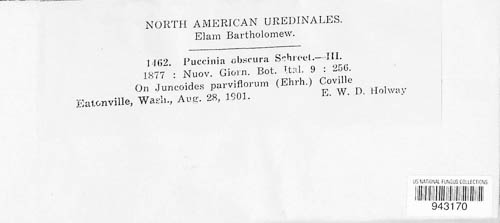 NORTH AMERICAN UREDINALES.
Elam Bartholomew.
1462. Puccinia obscura Schroet.—III.
1877 : Nuov. Giorn. Bot. Ital. 9 : 256.
On Juncoides parviflorum (Ehrh.) Coville
Eatonville, Wash., Aug. 28, 1901. E. W. D. Holway
US NATIONAL FUNGUS COLLECTIONS
943170